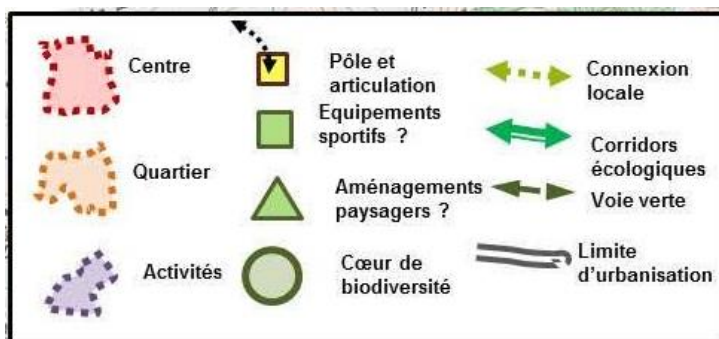 Centre
Quartier
Activités
Pôle et
articulation
Equipements
sportifs ?
Aménagements
paysagers ?
Cœur de
biodiversité
Connexion
locale
Corridors
écologiques
Voie verte
Limite
d'urbanisation